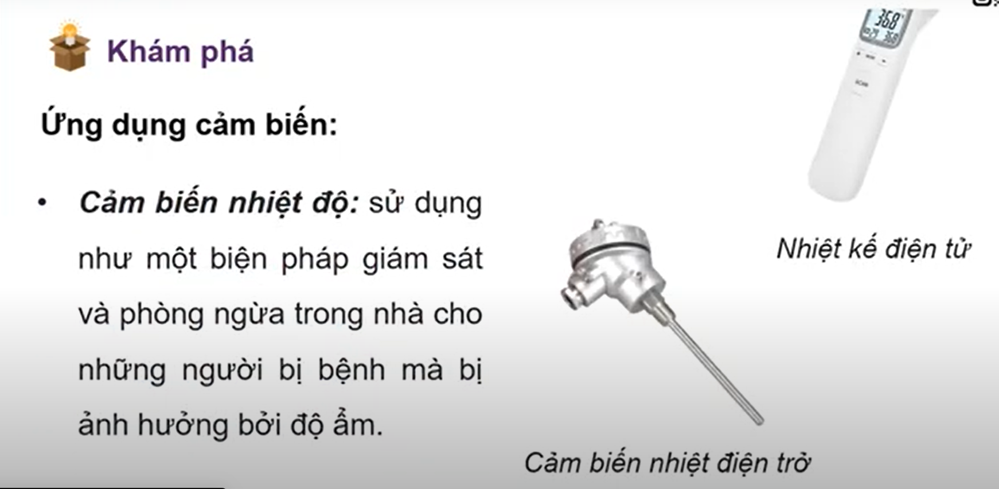 Khám phá
Ứng dụng cảm biến:
• Cảm biến nhiệt độ: sử dụng
như một biện pháp giám sát
và phòng ngừa trong nhà cho
những người bị bệnh mà bị
ảnh hưởng bởi độ ẩm.
36.8
SCAN
Nhiệt kế điện tử
Cảm biến nhiệt điện trở